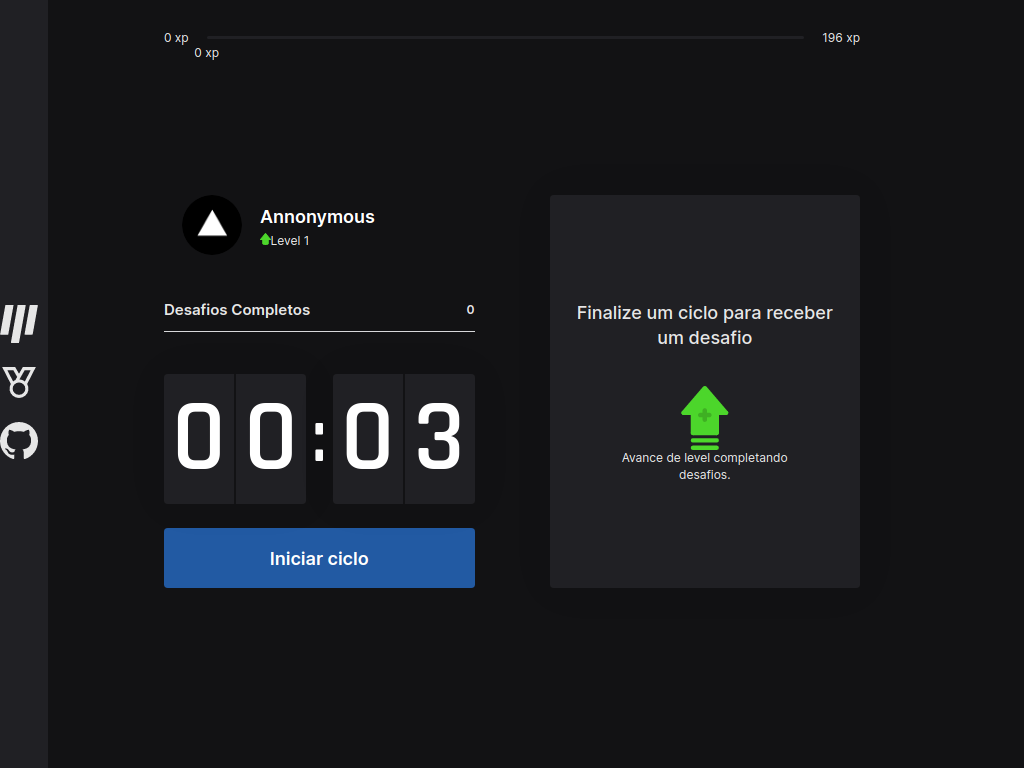 0 xp
196 xp
0 xp
Annonymous
Level 1
Desafios Completos 0
00:03
Iniciar ciclo
Finalize um ciclo para receber
um desafio
Avance de level completando
desafios.